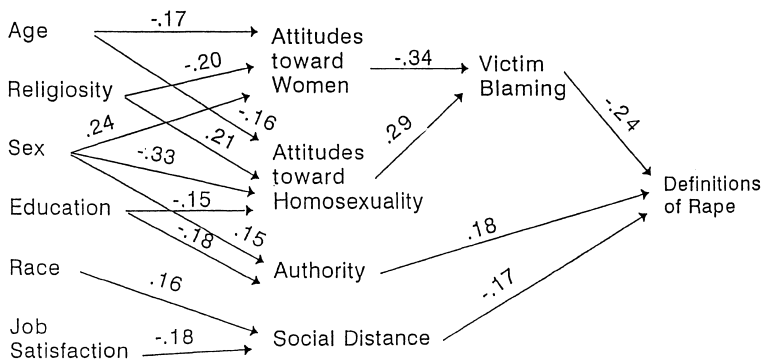 Age
Religiosity
Sex
Education
Race
Job
Satisfaction
-.17
-.20
.24
-.16
.21
-.33
-.15
-.18
.15
.16
-.18
Attitudes
toward
Women
Attitudes
toward
Homosexuality
Authority
Social Distance
-.34
.29
Victim
Blaming
-.24
.18
-.17
Definitions
of Rape